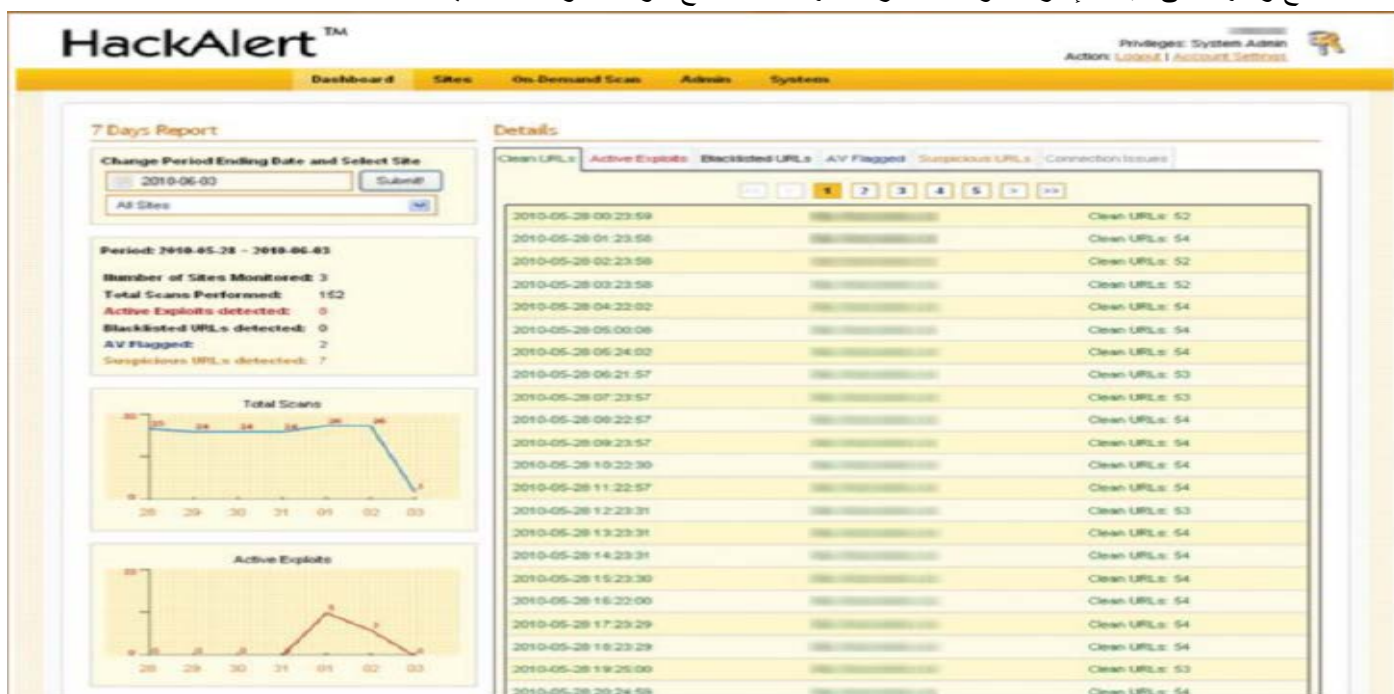 HackAlert™
Privileges: System Admin
Action: Logout | Account Settings
Dashboard Sites On-Demand Scan Admin System
7 Days Report
Change Period Ending Date and Select Site
2010-06-03 Submit!
All Sites
Period: 2010-05-28 - 2010-06-03
Number of Sites Monitored: 3
Total Scans Performed: 152
Active Exploits detected:
Blacklisted URLs detected: 0
AV Flagged: 2
Suspicious URLs detected: 7
Total Scans
28 29 30 31 01 02 03
Active Exploits
28 29 30 31 01 02 03
Details
Clean URLs Active Exploits Blacklisted URLs AV Flagged Suspicious URLs Connection Issues
1 2 3 4 5 > >>
2010-05-28 00:23:59 Clean URLs: 52
2010-05-28 01:23:58 Clean URLs: 54
2010-05-28 02:23:58 Clean URLs: 52
2010-05-28 03:23:58 Clean URLs: 52
2010-05-28 04:22:02 Clean URLs: 54
2010-05-28 05:00:08 Clean URLs: 54
2010-05-28 05:24:02 Clean URLs: 54
2010-05-28 06:21:57 Clean URLs: 53
2010-05-28 07:23:57 Clean URLs: 53
2010-05-28 08:22:57 Clean URLs: 54
2010-05-28 09:23:57 Clean URLs: 54
2010-05-28 10:22:30 Clean URLs: 54
2010-05-28 11:22:57 Clean URLs: 54
2010-05-28 12:23:31 Clean URLs: 53
2010-05-28 13:23:31 Clean URLs: 54
2010-05-28 14:23:31 Clean URLs: 54
2010-05-28 15:23:30 Clean URLs: 54
2010-05-28 16:22:00 Clean URLs: 54
2010-05-28 17:23:29 Clean URLs: 54
2010-05-28 18:23:29 Clean URLs: 54
2010-05-28 19:25:00 Clean URLs: 53
2010-05-28 20:24:59 Clean URLs: 54